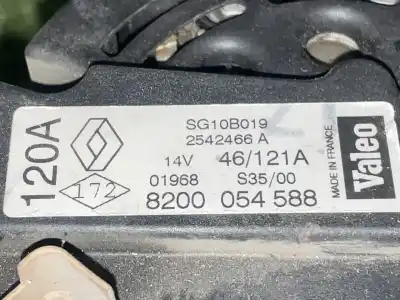 120A
172
SG10B019
2542466 A
14V 46/121A
01968 S35/00
8200 054 588
MADE IN FRANCE
Valeo